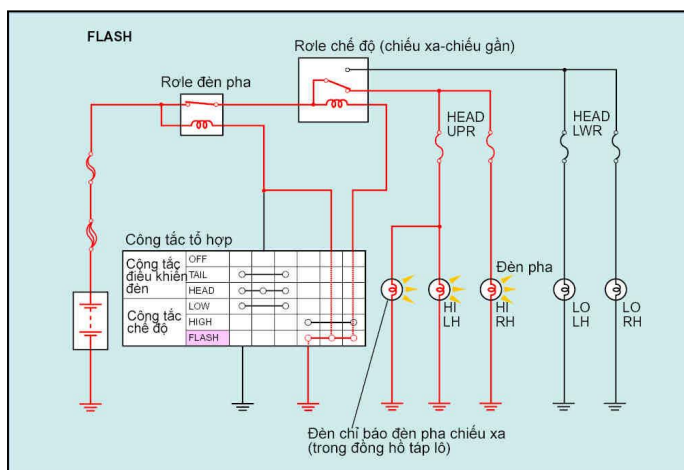 FLASH
Rơle chế độ (chiếu xa-chiếu gần)
Rơle đèn pha
HEAD
UPR
HEAD
LWR
Công tắc tổ hợp
Công tắc
điều khiển
đèn
OFF
TAIL
HEAD
Công tắc
chế độ
LOW
HIGH
FLASH
Đèn pha
HI
LH
HI
RH
LO
LH
LO
RH
Đèn chỉ báo đèn pha chiếu xa
(trong đồng hồ táp lô)